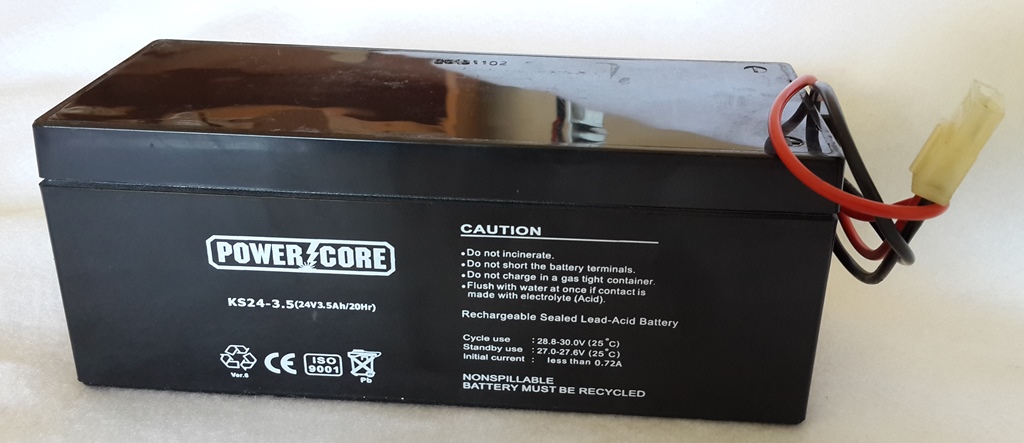 POWER CORE
KS24-3.5(24V3.5Ah/20Hr)
Ver.6
CE
ISO
9001
Pb
CAUTION
•Do not incinerate.
•Do not short the battery terminals.
•Do not charge in a gas tight container.
•Flush with water at once if contact is
made with electrolyte (Acid).
Rechargeable Sealed Lead-Acid Battery
Cycle use : 28.8-30.0V (25°C)
Standby use : 27.0-27.6V (25°C)
Initial current : less than 0.72A
NONSPILLABLE
BATTERY MUST BE RECYCLED